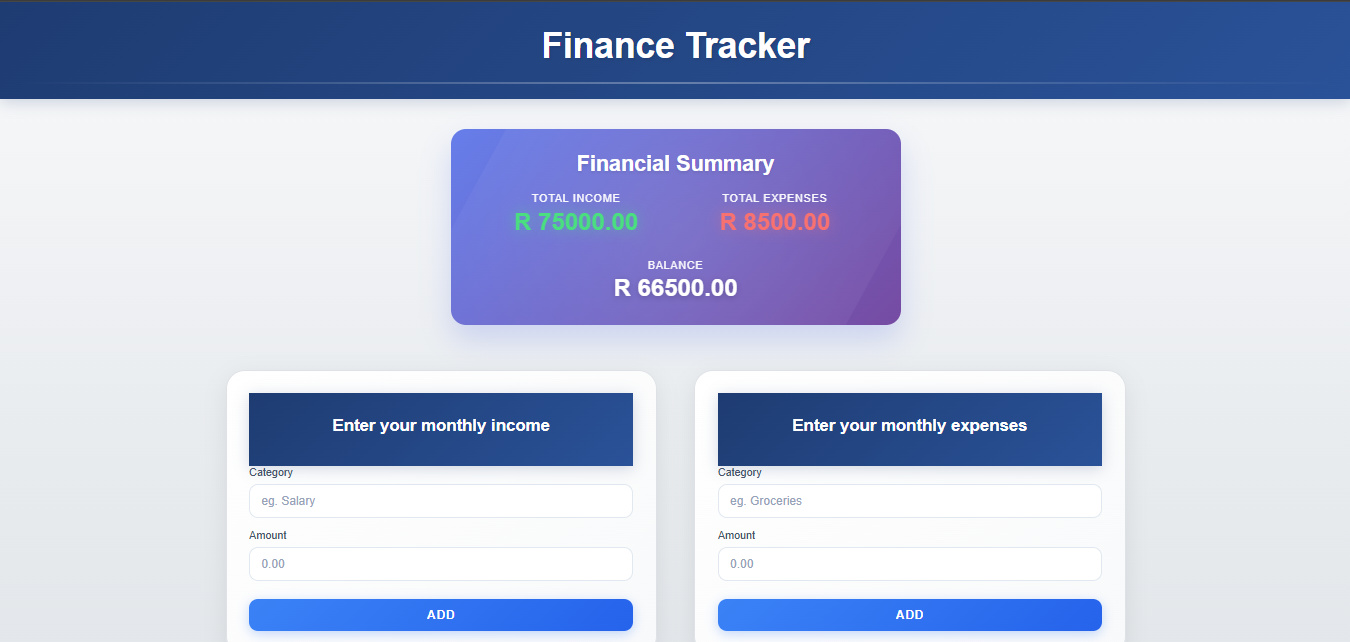 Finance Tracker
Financial Summary
TOTAL INCOME TOTAL EXPENSES
R 75000.00 R 8500.00
BALANCE
R 66500.00
Enter your monthly income
Category
eg. Salary
Amount
0.00
ADD
Enter your monthly expenses
Category
eg. Groceries
Amount
0.00
ADD